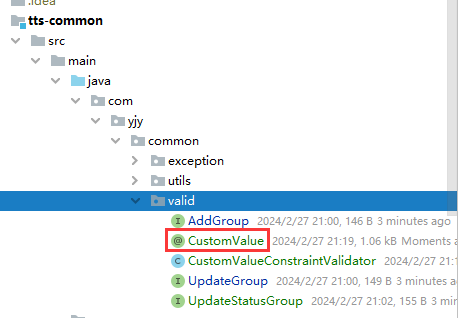 .idea
tts-common
src
main
java
com
yjy
common
exception
utils
valid
AddGroup 2024/2/27 21:00, 146 B 3 minutes ago
CustomValue 2024/2/27 21:19, 1.06 kB Moments a
CustomValueConstraintValidator 2024/2/27 21
UpdateGroup 2024/2/27 21:00, 149 B 3 minutes ag
UpdateStatusGroup 2024/2/27 21:02, 155 B 3 min